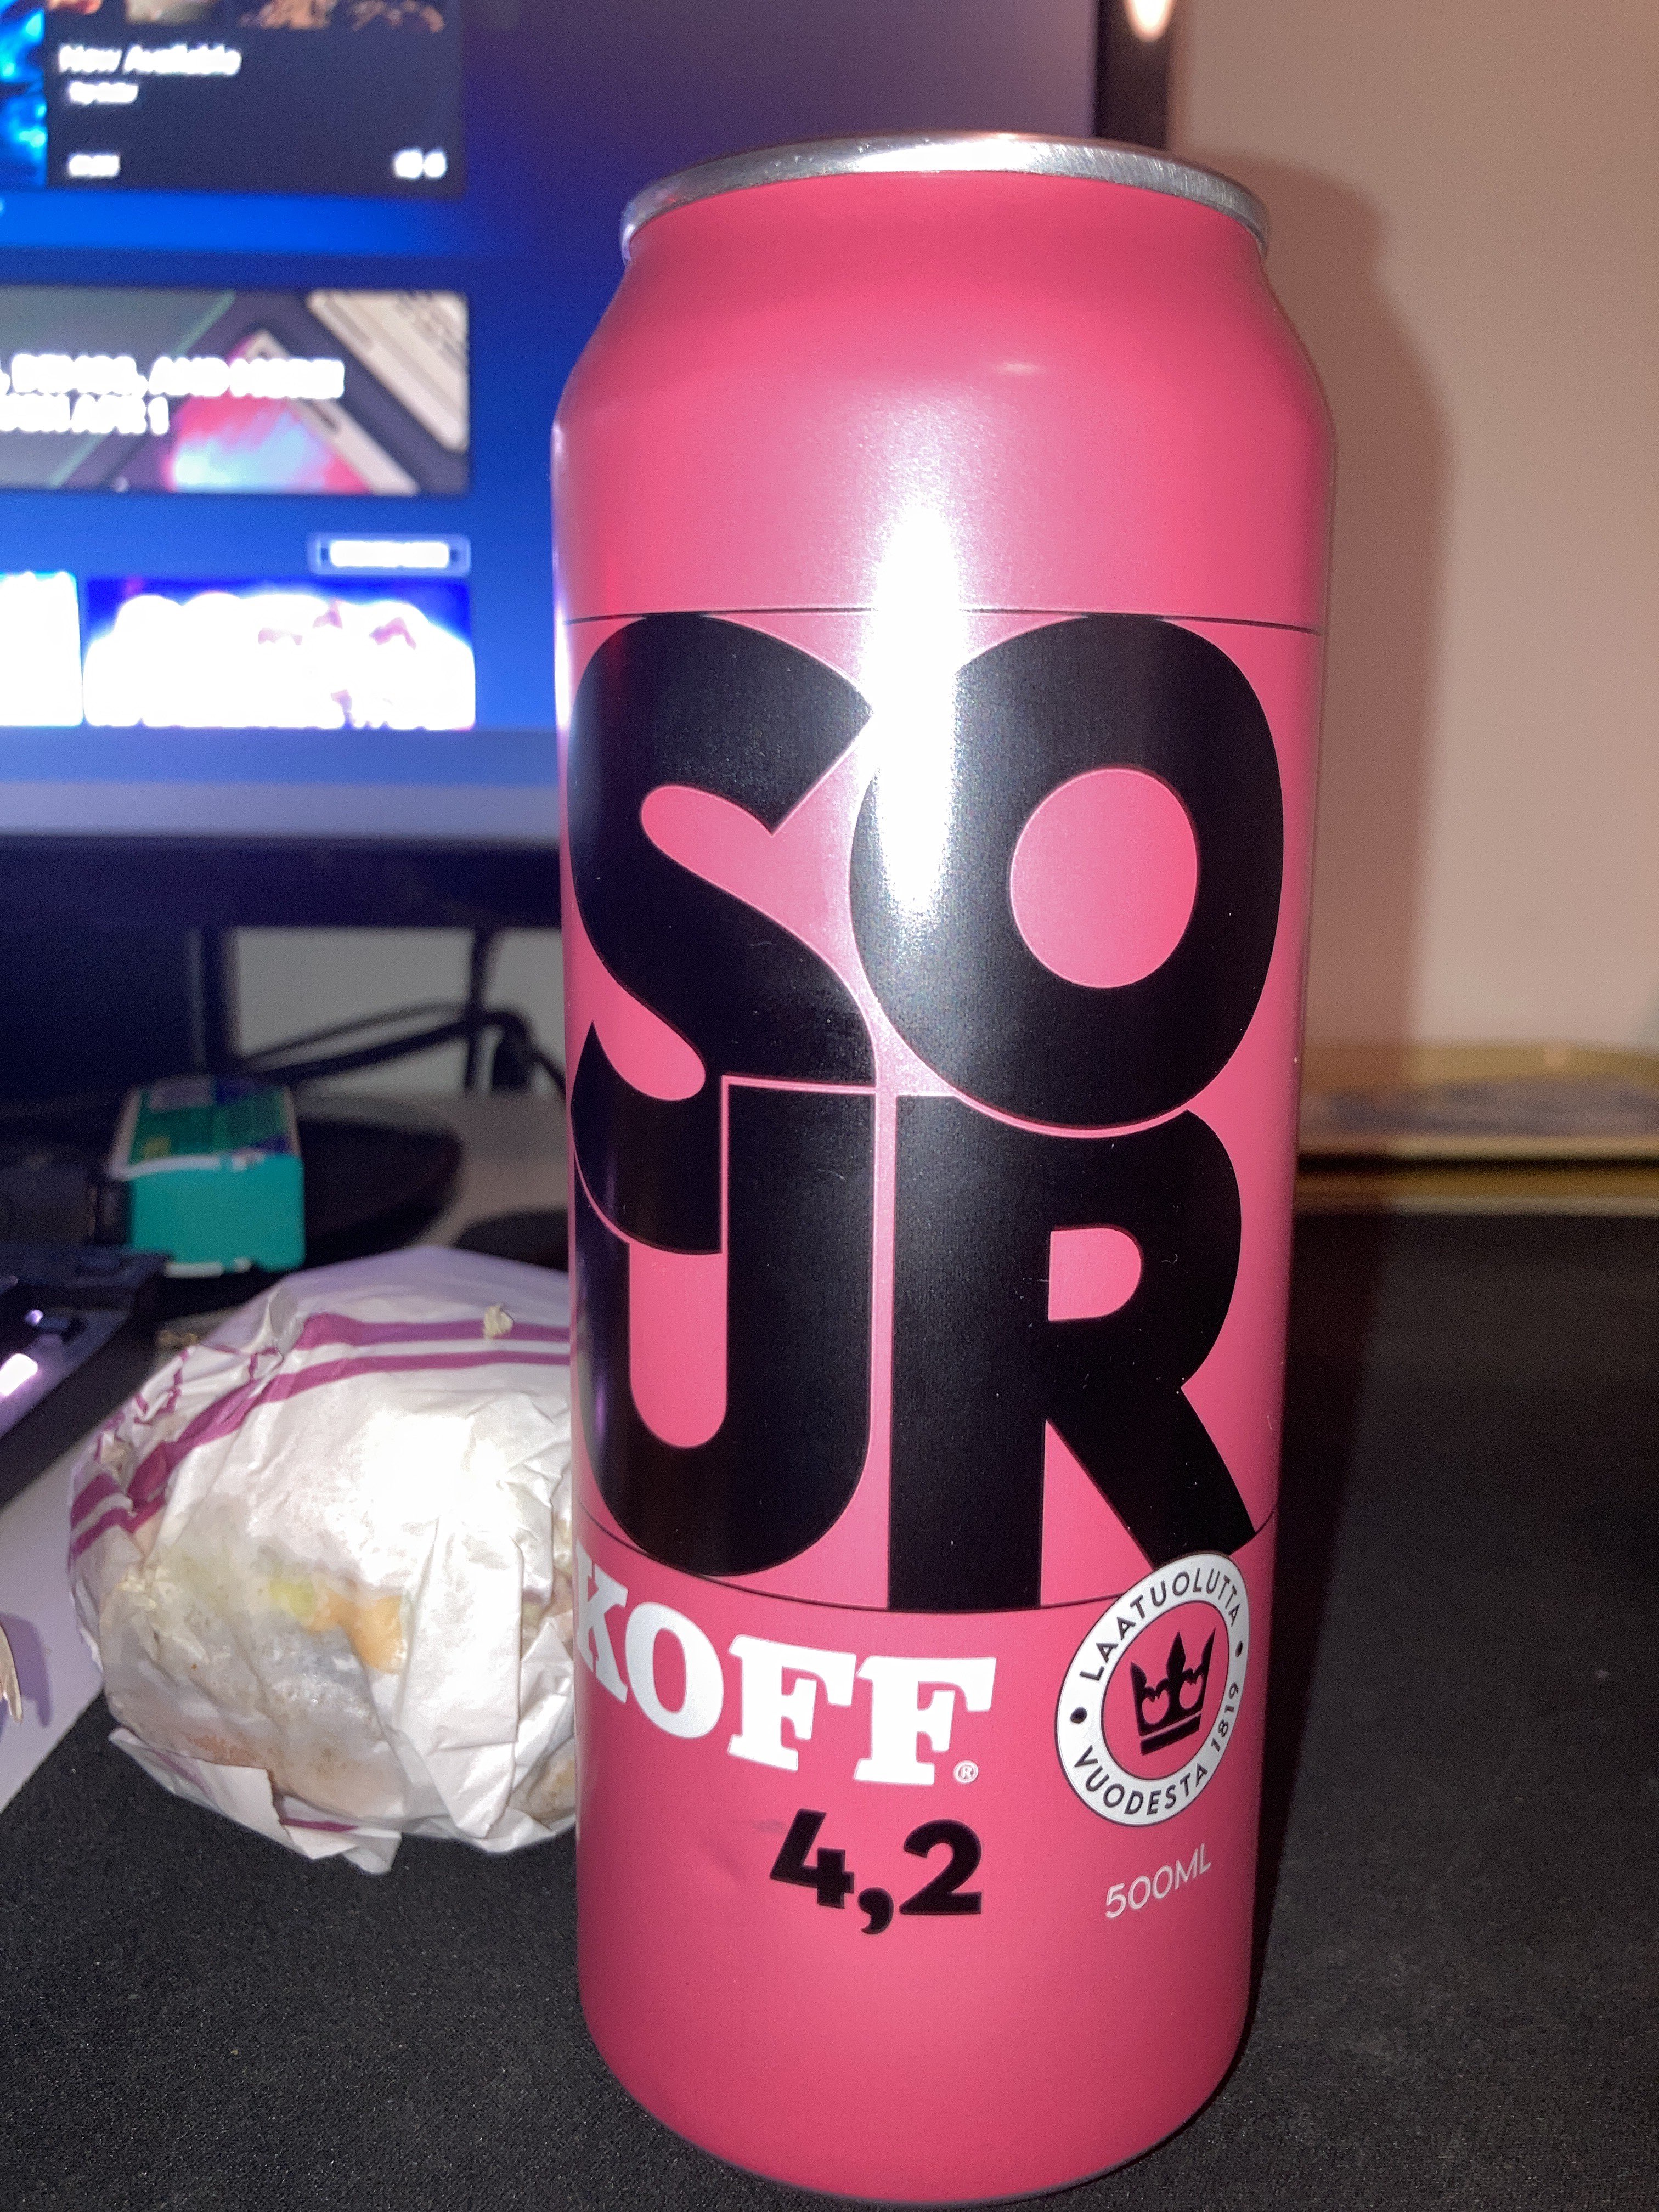 Now Available
SO
UR
KOFF®
4,2
LAATUOLUTTA
VUODESTA 1819
500ML